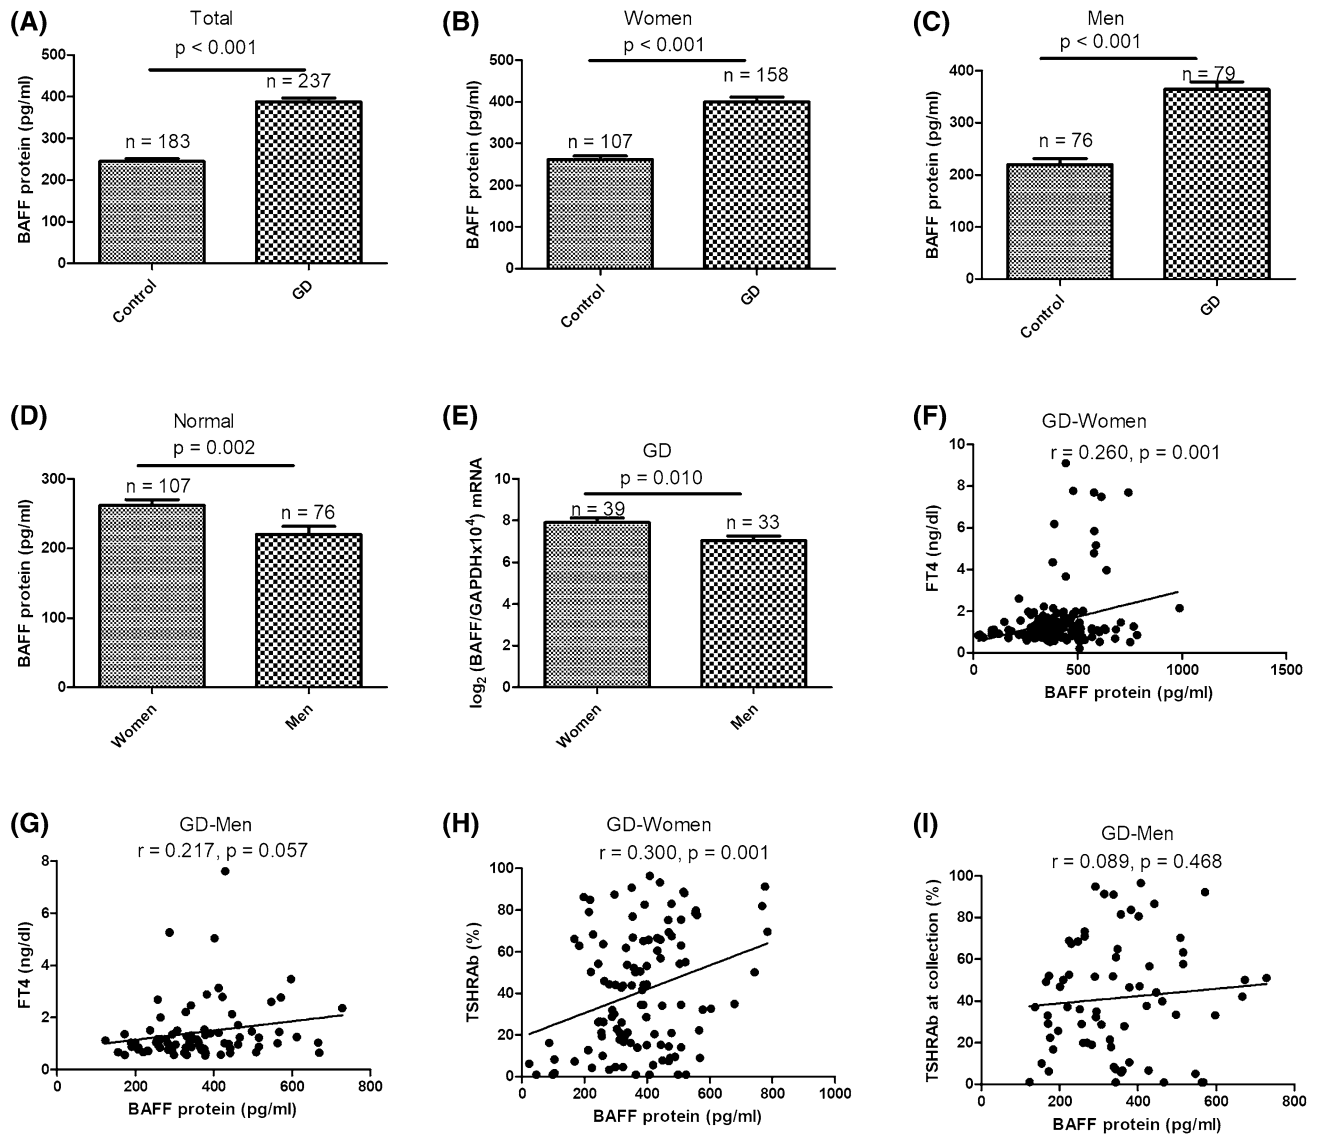 (A)
Total
p < 0.001
n = 183
n = 237
BAFF protein (pg/ml)
500
400
300
200
100
0
Control
GD
(B)
Women
p < 0.001
n = 107
n = 158
BAFF protein (pg/ml)
500
400
300
200
100
0
Control
GD
(C)
Men
p < 0.001
n = 76
n = 79
BAFF protein (pg/ml)
400
300
200
100
0
Control
GD
(D)
Normal
p = 0.002
n = 107
n = 76
BAFF protein (pg/ml)
300
200
100
0
Women
Men
(E)
GD
p = 0.010
n = 39
n = 33
log2 (BAFF/GAPDHx10^4) mRNA
10
8
6
4
2
0
Women
Men
(F)
GD-Women
r = 0.260, p = 0.001
FT4 (ng/dl)
10
8
6
4
2
0
0 500 1000 1500
BAFF protein (pg/ml)
(G)
GD-Men
r = 0.217, p = 0.057
FT4 (ng/dl)
8
6
4
2
0
0 200 400 600 800
BAFF protein (pg/ml)
(H)
GD-Women
r = 0.300, p = 0.001
TSHRAb (%)
100
80
60
40
20
0
0 200 400 600 800 1000
BAFF protein (pg/ml)
(I)
GD-Men
r = 0.089, p = 0.468
TSHRAb at collection (%)
100
80
60
40
20
0
0 200 400 600 800
BAFF protein (pg/ml)